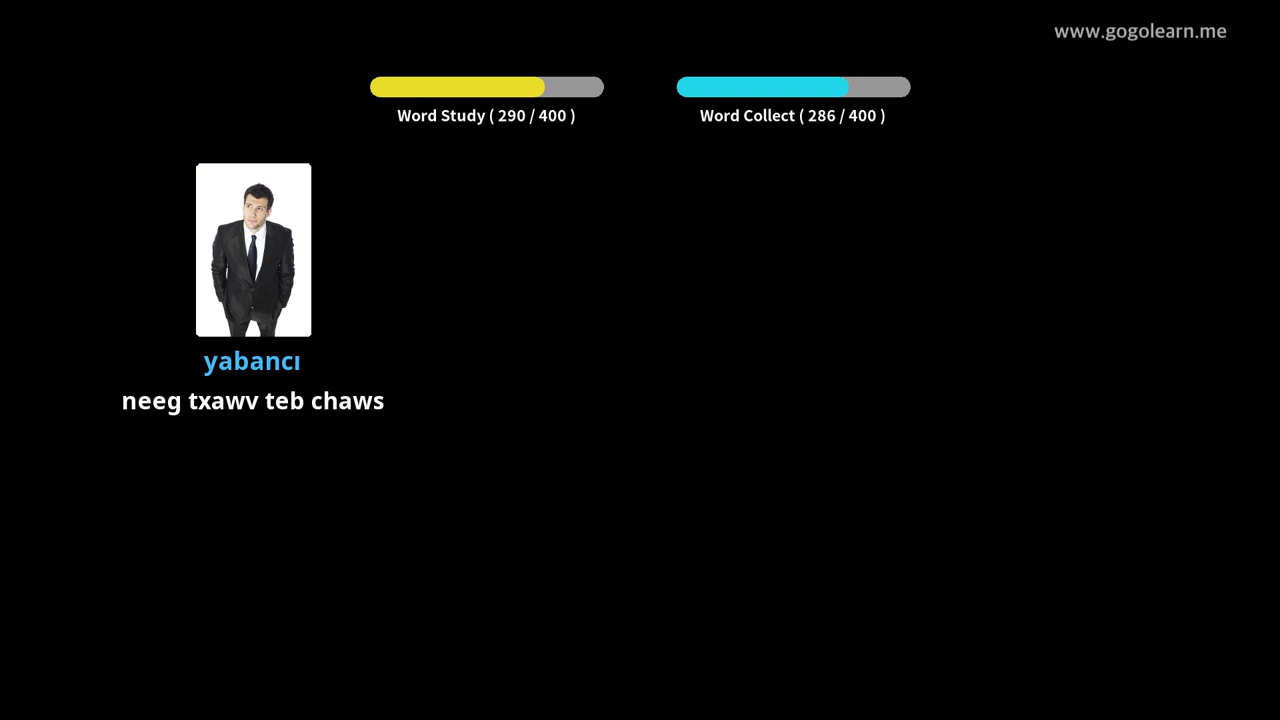 www.gogolearn.me
Word Study ( 290 / 400 )
Word Collect ( 286 / 400 )
yabancı
neeg txawv teb chaws